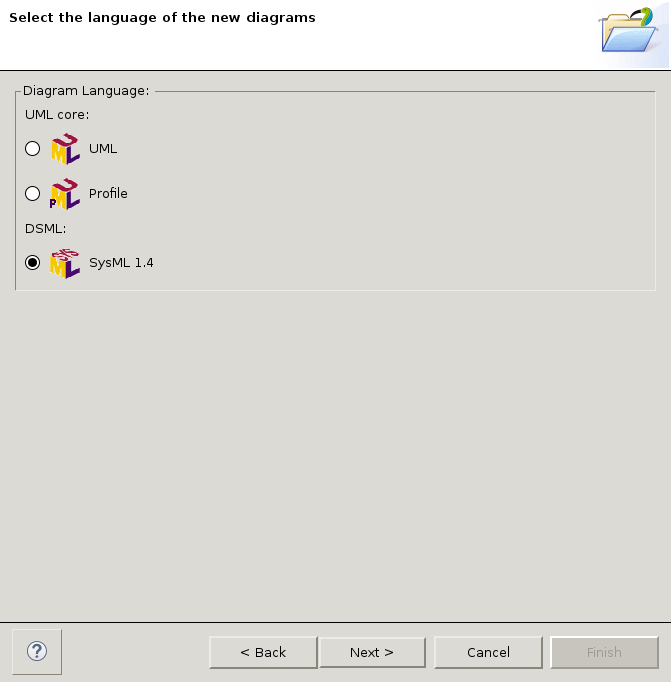 Select the language of the new diagrams
Diagram Language:
UML core:
UML
Profile
DSML:
SysML 1.4
?
< Back
Next >
Cancel
Finish